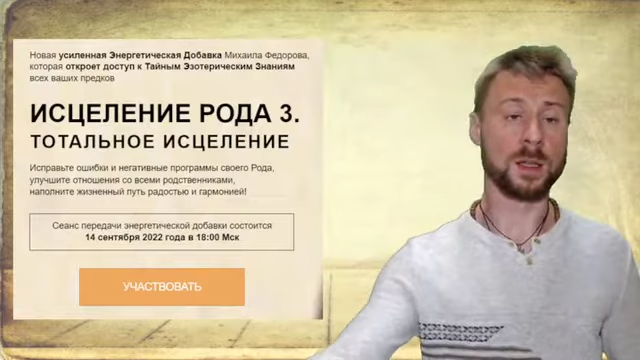 Новая усиленная Энергетическая Добавка Михаила Федорова,
которая откроет доступ к Тайным Эзотерическим Знаниям
всех ваших предков
ИСЦЕЛЕНИЕ РОДА 3.
ТОТАЛЬНОЕ ИСЦЕЛЕНИЕ
Исправьте ошибки и негативные программы своего Рода,
улучшите отношения со всеми родственниками,
наполните жизненный путь радостью и гармонией!
Сеанс передачи энергетической добавки состоится
14 сентября 2022 года в 18:00 Мск
УЧАСТВОВАТЬ